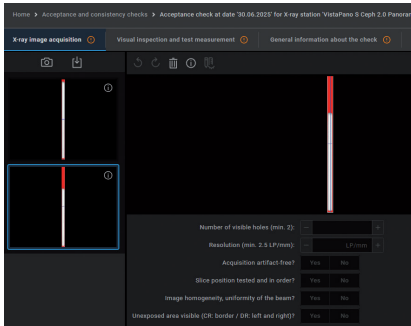 Home > Acceptance and consistency checks > Acceptance check at date '30.06.2025' for X-ray station 'VistaPano S Ceph 2.0 Panoram
X-ray image acquisition
Visual inspection and test measurement
General information about the check
Number of visible holes (min. 2):
− +
Resolution (min. 2.5 LP/mm):
− LP/mm +
Acquisition artifact-free?
Yes No
Slice position tested and in order?
Yes No
Image homogeneity, uniformity of the beam?
Yes No
Unexposed area visible (CR: border / DR: left and right)?
Yes No